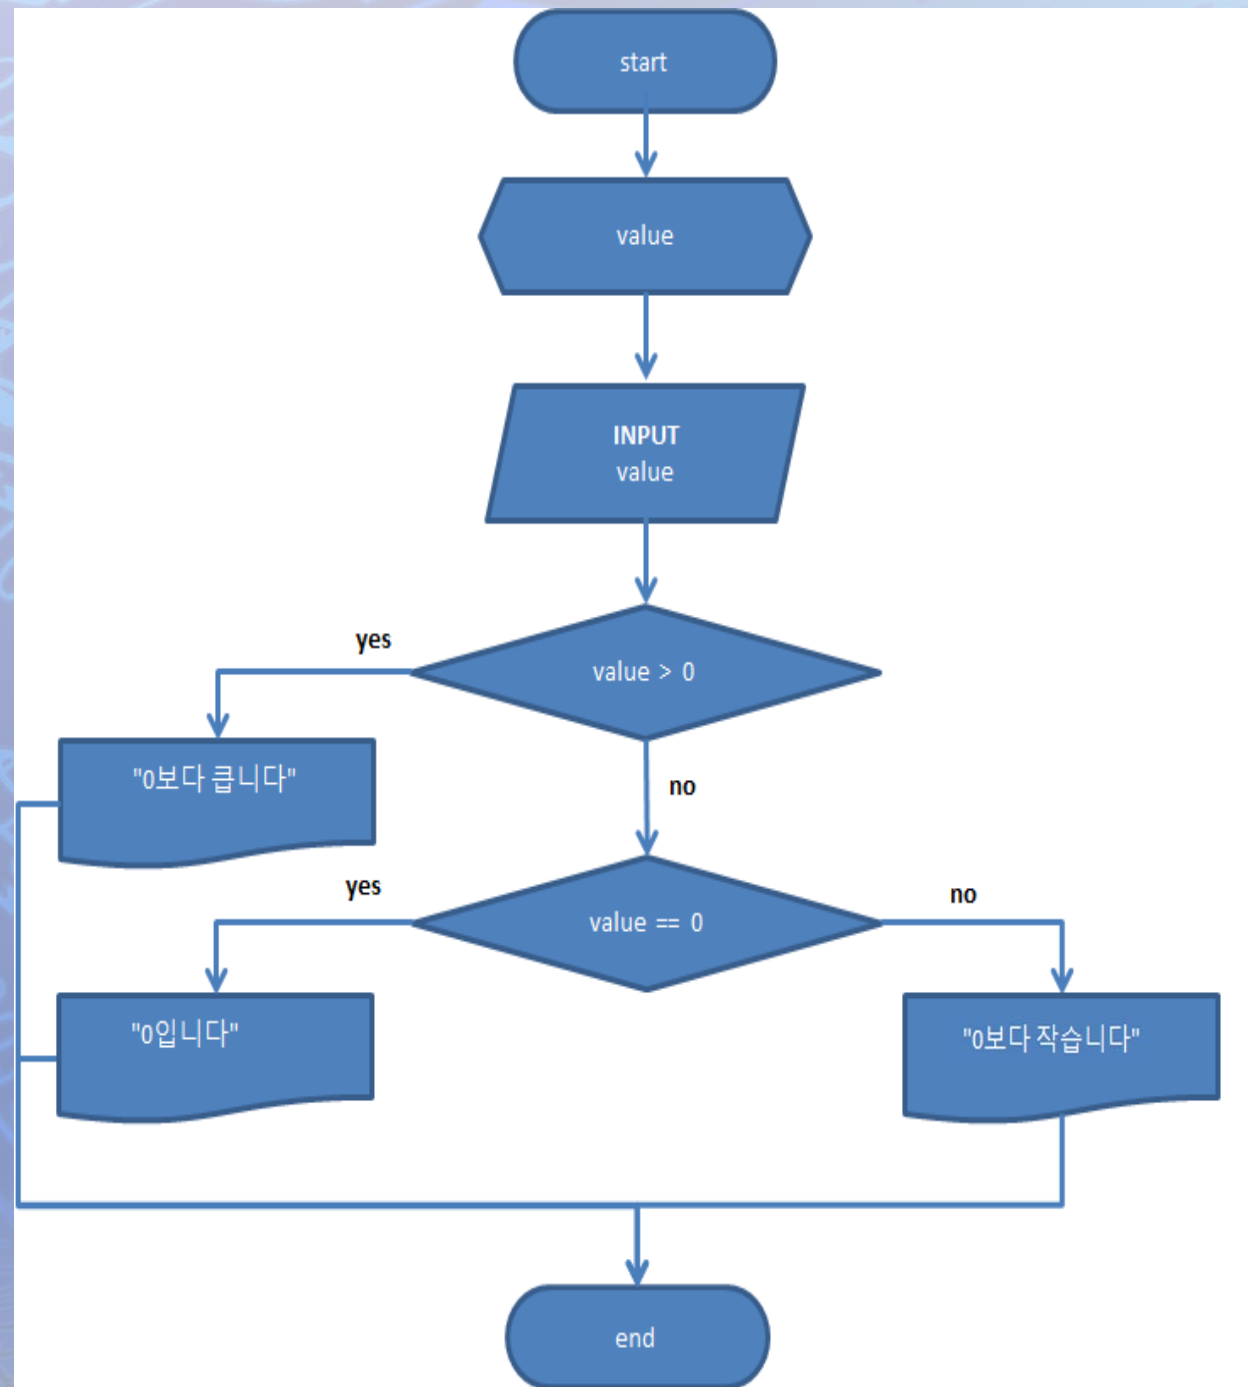 start
value
INPUT
value
yes
value > 0
"0보다 큽니다"
no
yes
value == 0
no
"0입니다"
"0보다 작습니다"
end